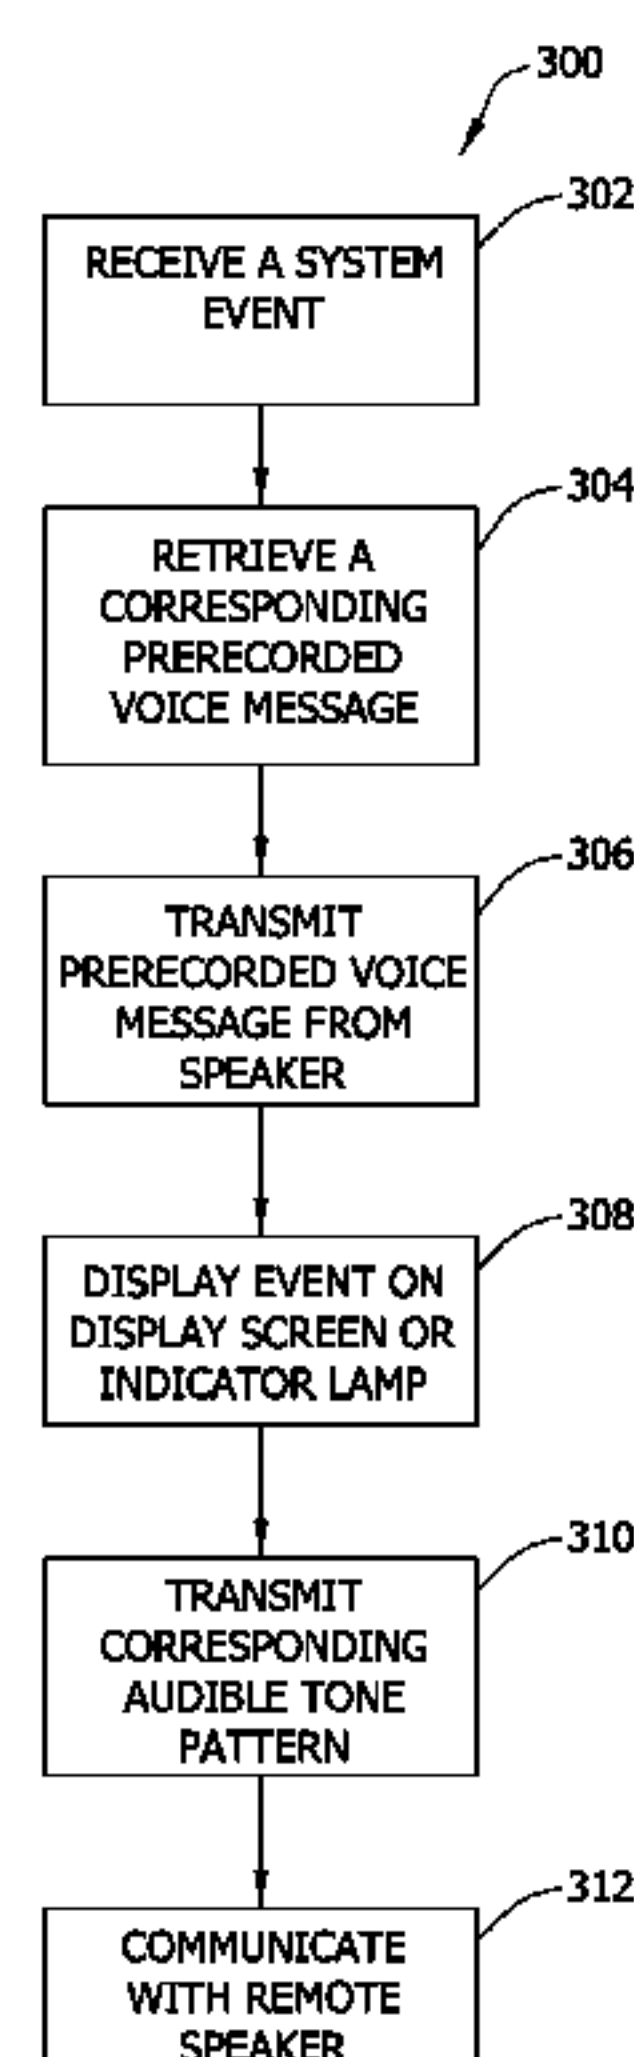 300
302
RECEIVE A SYSTEM
EVENT
304
RETRIEVE A
CORRESPONDING
PRERECORDED
VOICE MESSAGE
306
TRANSMIT
PRERECORDED VOICE
MESSAGE FROM
SPEAKER
308
DISPLAY EVENT ON
DISPLAY SCREEN OR
INDICATOR LAMP
310
TRANSMIT
CORRESPONDING
AUDIBLE TONE
PATTERN
312
COMMUNICATE
WITH REMOTE
SPEAKER